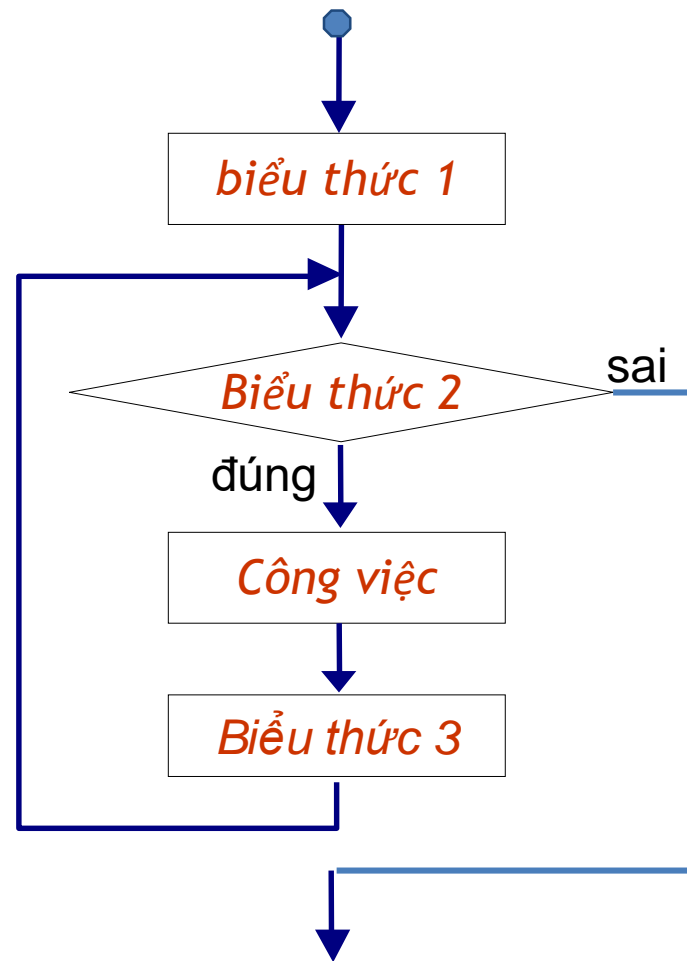 biểu thức 1
Biểu thức 2
sai
đúng
Công việc
Biểu thức 3